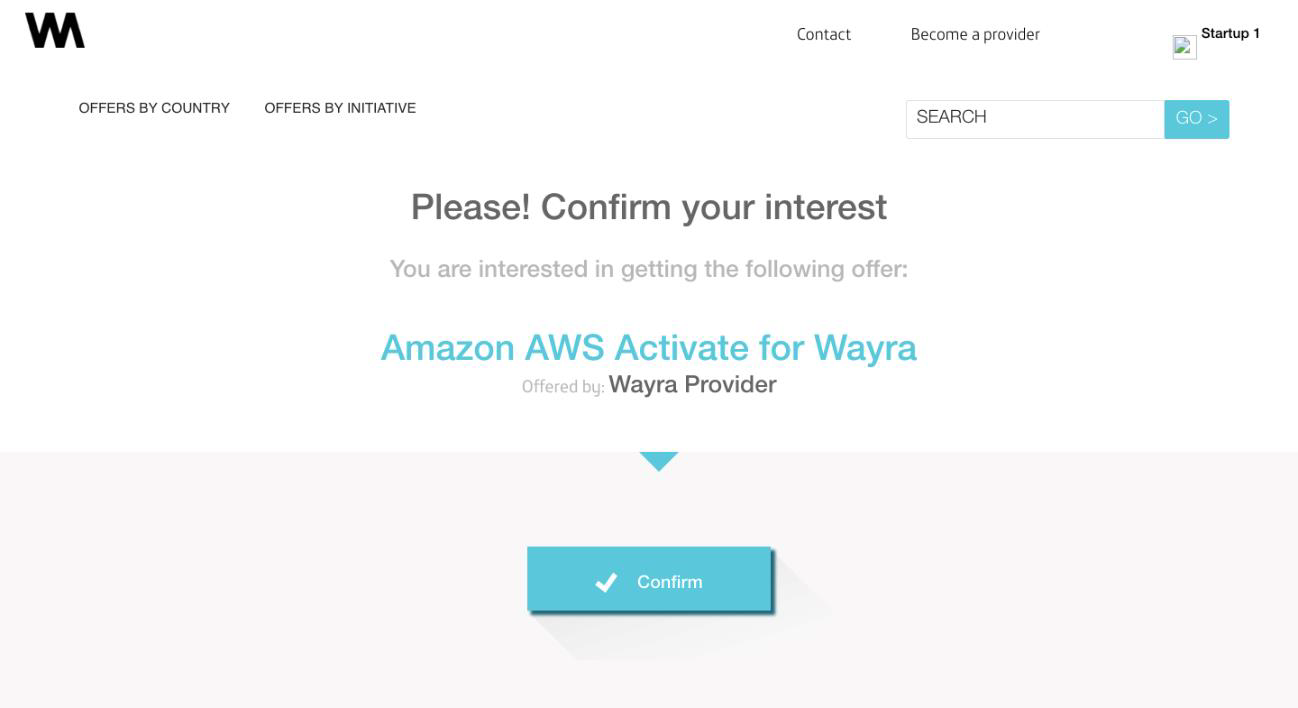 WA
Contact Become a provider Startup 1
OFFERS BY COUNTRY OFFERS BY INITIATIVE SEARCH GO >
Please! Confirm your interest
You are interested in getting the following offer:
Amazon AWS Activate for Wayra
Offered by: Wayra Provider
Confirm